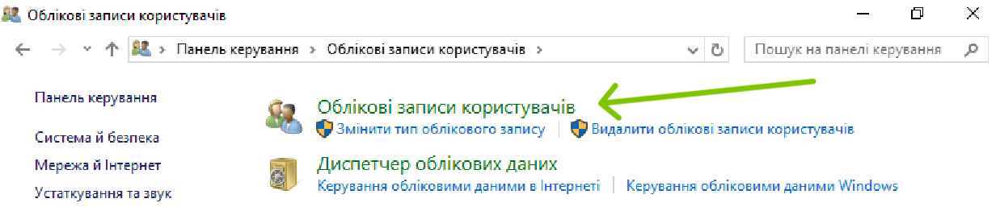 Облікові записи користувачів
Панель керування › Облікові записи користувачів ›
Пошук на панелі керування
Панель керування
Система й безпека
Мережа й Інтернет
Устаткування та звук
Облікові записи користувачів
Змінити тип облікового запису | Видалити облікові записи користувачів
Диспетчер облікових даних
Керування обліковими даними в Інтернеті | Керування обліковими даними Windows